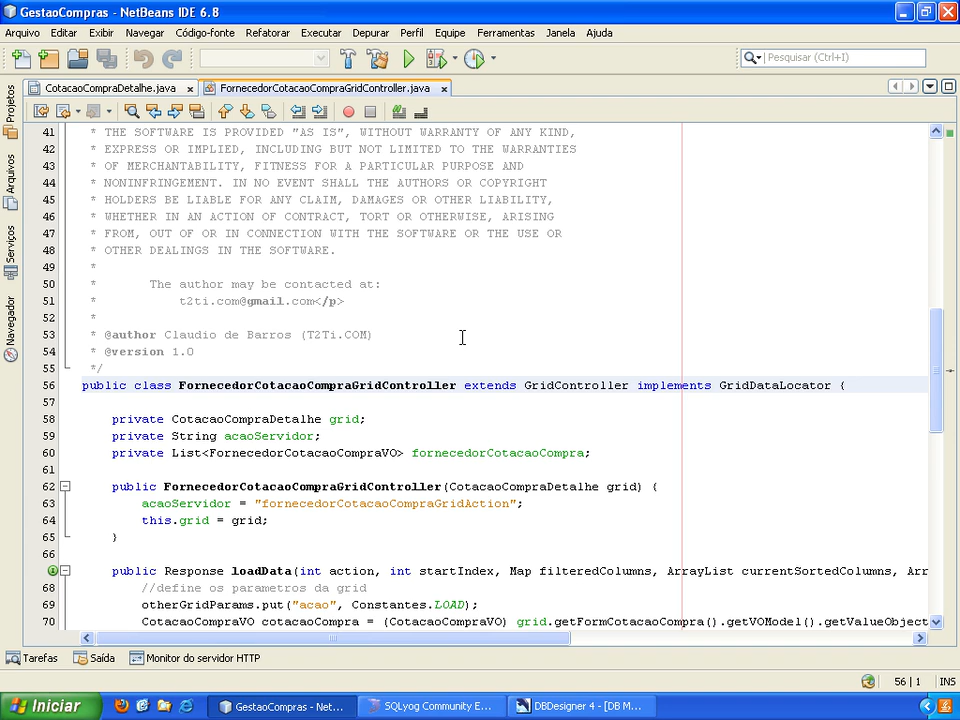 GestaoCompras - NetBeans IDE 6.8
Arquivo Editar Exibir Navegar Código-fonte Refatorar Executar Depurar Perfil Equipe Ferramentas Janela Ajuda
Pesquisar (Ctrl+I)
CotacaoCompraDetalhe.java x FornecedorCotacaoCompraGridController.java x
Projetos
Arquivos
Serviços
Navegador
41 * THE SOFTWARE IS PROVIDED "AS IS", WITHOUT WARRANTY OF ANY KIND,
42 * EXPRESS OR IMPLIED, INCLUDING BUT NOT LIMITED TO THE WARRANTIES
43 * OF MERCHANTABILITY, FITNESS FOR A PARTICULAR PURPOSE AND
44 * NONINFRINGEMENT. IN NO EVENT SHALL THE AUTHORS OR COPYRIGHT
45 * HOLDERS BE LIABLE FOR ANY CLAIM, DAMAGES OR OTHER LIABILITY,
46 * WHETHER IN AN ACTION OF CONTRACT, TORT OR OTHERWISE, ARISING
47 * FROM, OUT OF OR IN CONNECTION WITH THE SOFTWARE OR THE USE OR
48 * OTHER DEALINGS IN THE SOFTWARE.
49 *
50 * The author may be contacted at:
51 * t2ti.com@gmail.com</p>
52 *
53 * @author Claudio de Barros (T2Ti.COM)
54 * @version 1.0
55 */
56 public class FornecedorCotacaoCompraGridController extends GridController implements GridDataLocator {
57
58 private CotacaoCompraDetalhe grid;
59 private String acaoServidor;
60 private List<FornecedorCotacaoCompraVO> fornecedorCotacaoCompra;
61
62 public FornecedorCotacaoCompraGridController(CotacaoCompraDetalhe grid) {
63 acaoServidor = "fornecedorCotacaoCompraGridAction";
64 this.grid = grid;
65 }
66
public Response loadData(int action, int startIndex, Map filteredColumns, ArrayList currentSortedColumns, Arr
68 //define os parametros da grid
69 otherGridParams.put("acao", Constantes.LOAD);
70 CotacaoCompraVO cotacaoCompra = (CotacaoCompraVO) grid.getFormCotacaoCompra().getVOModel().getValueObject
Tarefas Saída Monitor do servidor HTTP
56 | 1 INS
Iniciar GestaoCompras - Net... SQLyog Community E... DBDesigner 4 - [DB M...